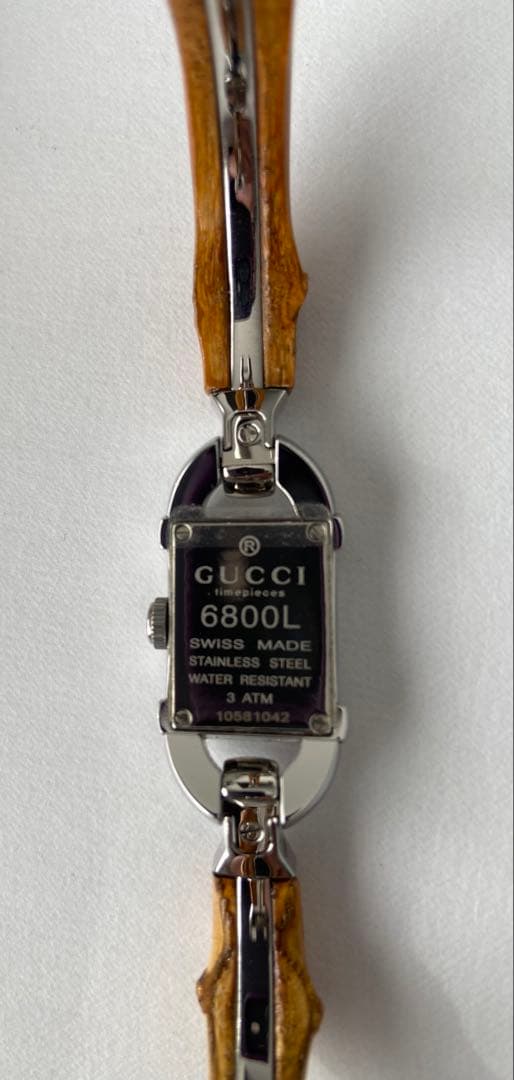 ®
GUCCI
timepieces
6800L
SWISS MADE
STAINLESS STEEL
WATER RESISTANT
3 ATM
10581042